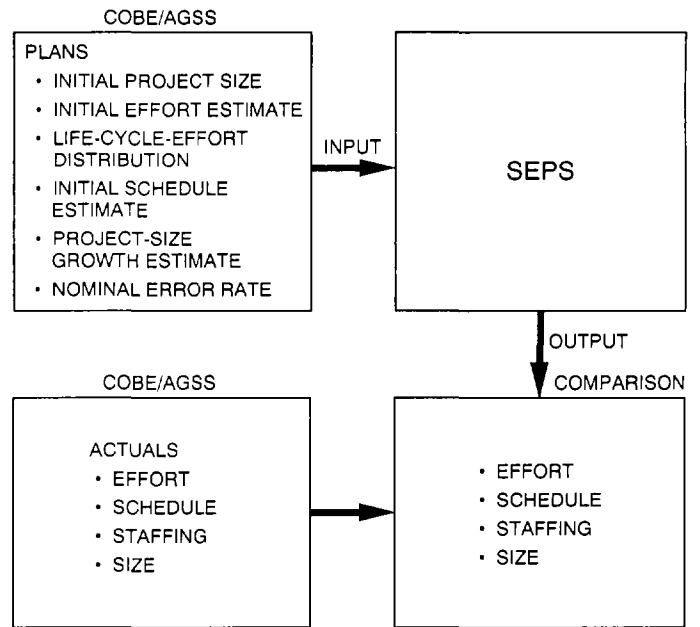 COBE/AGSS
PLANS
• INITIAL PROJECT SIZE
• INITIAL EFFORT ESTIMATE
• LIFE-CYCLE-EFFORT
DISTRIBUTION
• INITIAL SCHEDULE
ESTIMATE
• PROJECT-SIZE
GROWTH ESTIMATE
• NOMINAL ERROR RATE
INPUT
SEPS
OUTPUT
COBE/AGSS
ACTUALS
• EFFORT
• SCHEDULE
• STAFFING
• SIZE
COMPARISON
• EFFORT
• SCHEDULE
• STAFFING
• SIZE